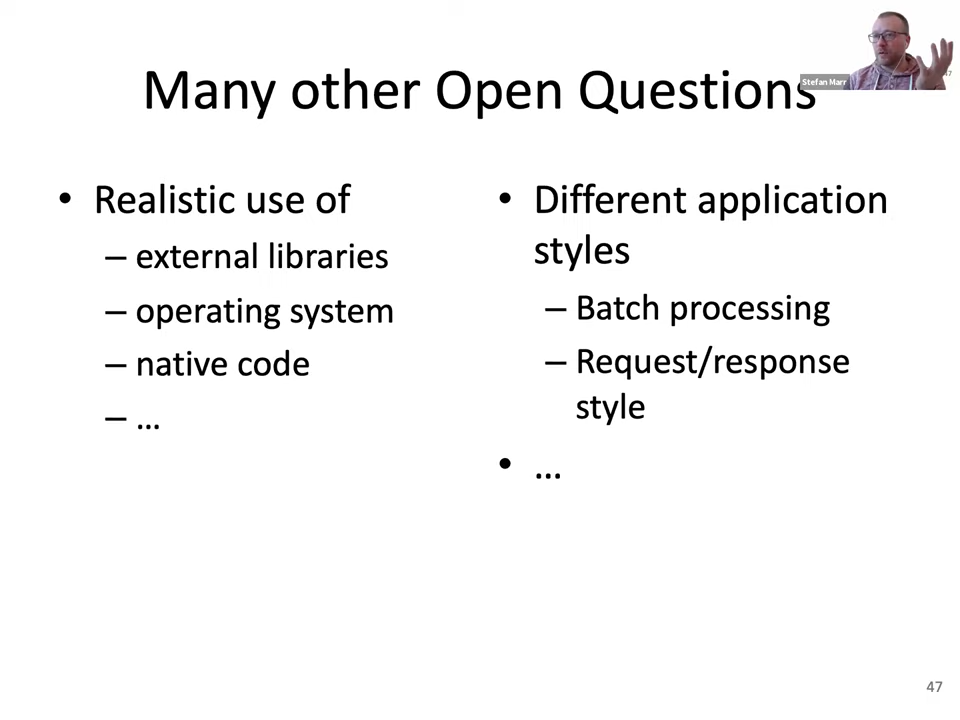 Many other Open Questions
Stefan Marr
47
• Realistic use of
– external libraries
– operating system
– native code
– …
• Different application
styles
– Batch processing
– Request/response
style
• …
47